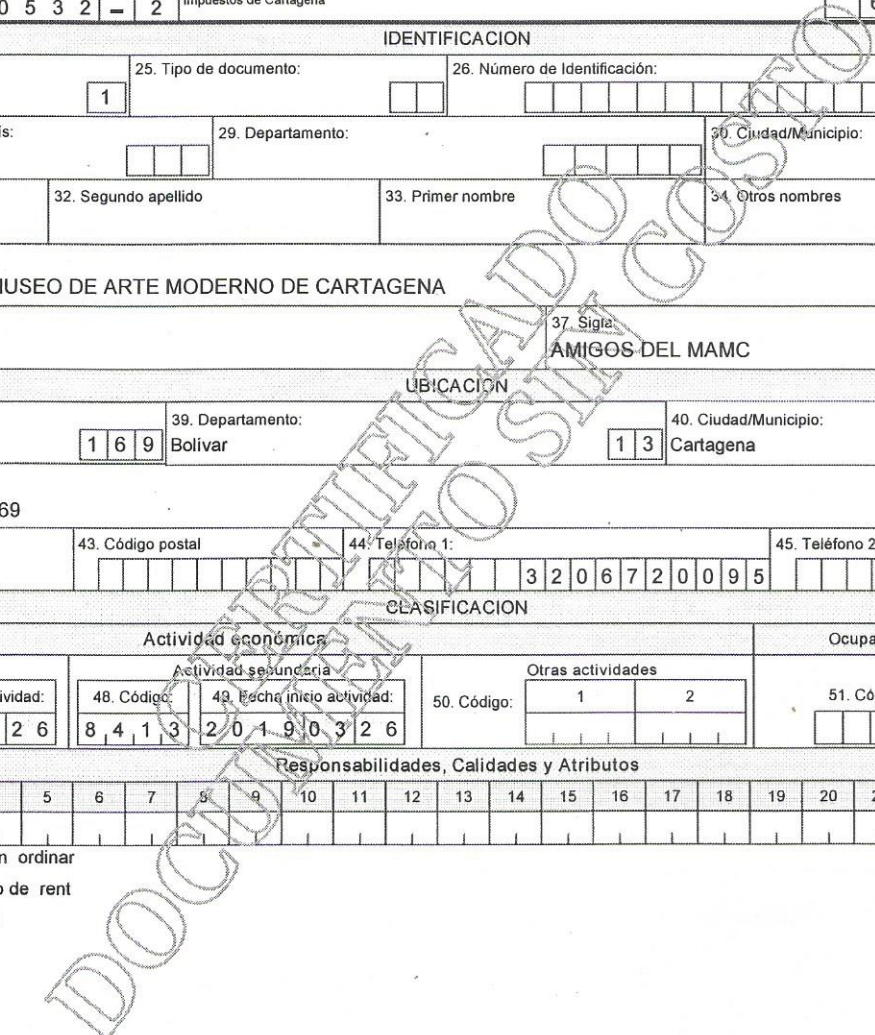 0 5 3 2 - 2 Impuestos de Cartagena 6
IDENTIFICACION
25. Tipo de documento: 26. Número de Identificación:
1
ís: 29. Departamento: 30. Ciudad/Municipio:
32. Segundo apellido 33. Primer nombre 34. Otros nombres
MUSEO DE ARTE MODERNO DE CARTAGENA
37. Sigla:
AMIGOS DEL MAMC
UBICACION
39. Departamento: 40. Ciudad/Municipio:
1 6 9 Bolívar 1 3 Cartagena
69
43. Código postal 44. Teléfono 1: 45. Teléfono 2
3 2 0 6 7 2 0 0 9 5
CLASIFICACION
Actividad económica Ocupa
Actividad secundaria Otras actividades
ividad: 48. Código: 49. Fecha inicio actividad: 50. Código: 1 2 51. Có
2 6 8 4 1 3 2 0 1 9 0 3 2 6
Responsabilidades, Calidades y Atributos
5 6 7 8 9 10 11 12 13 14 15 16 17 18 19 20 2
n ordinar
o de rent
CERTIFICADO
DOCUMENTO SIN COSTO